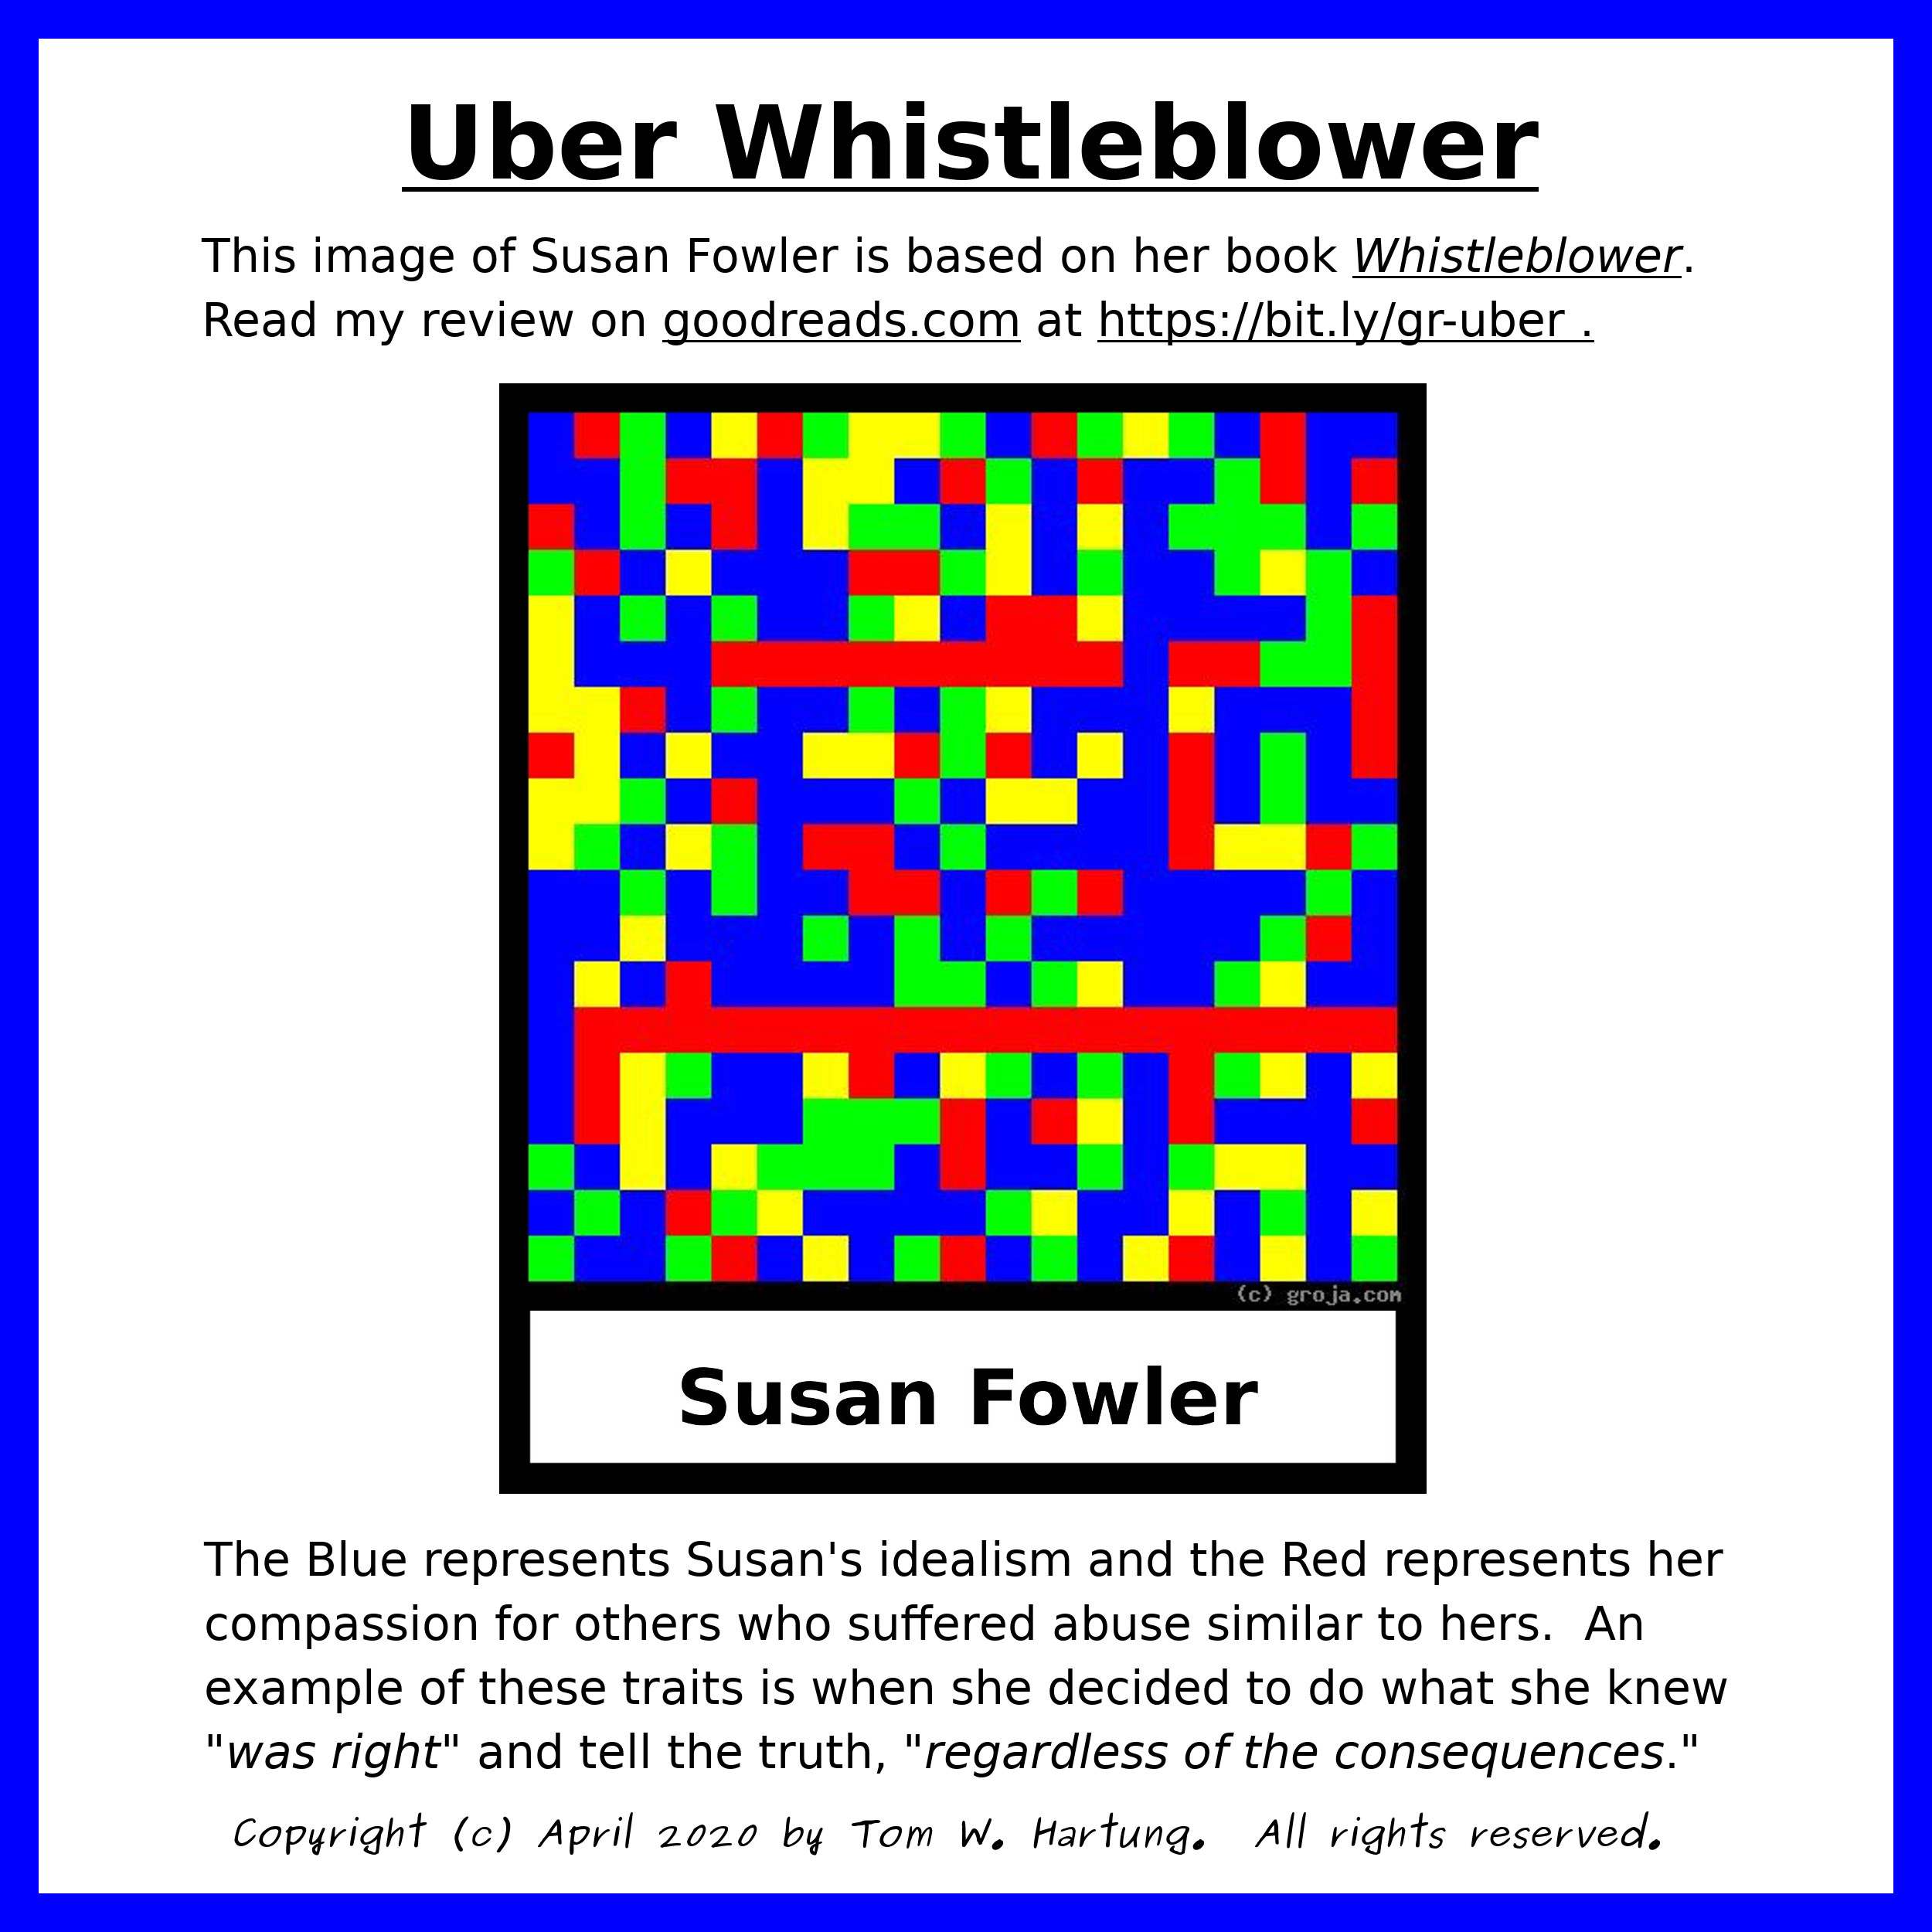 Uber Whistleblower
This image of Susan Fowler is based on her book Whistleblower.
Read my review on goodreads.com at https://bit.ly/gr-uber .
(c) groja.com
Susan Fowler
The Blue represents Susan's idealism and the Red represents her
compassion for others who suffered abuse similar to hers.  An
example of these traits is when she decided to do what she knew
"was right" and tell the truth, "regardless of the consequences."
Copyright (c) April 2020 by Tom W. Hartung.  All rights reserved.